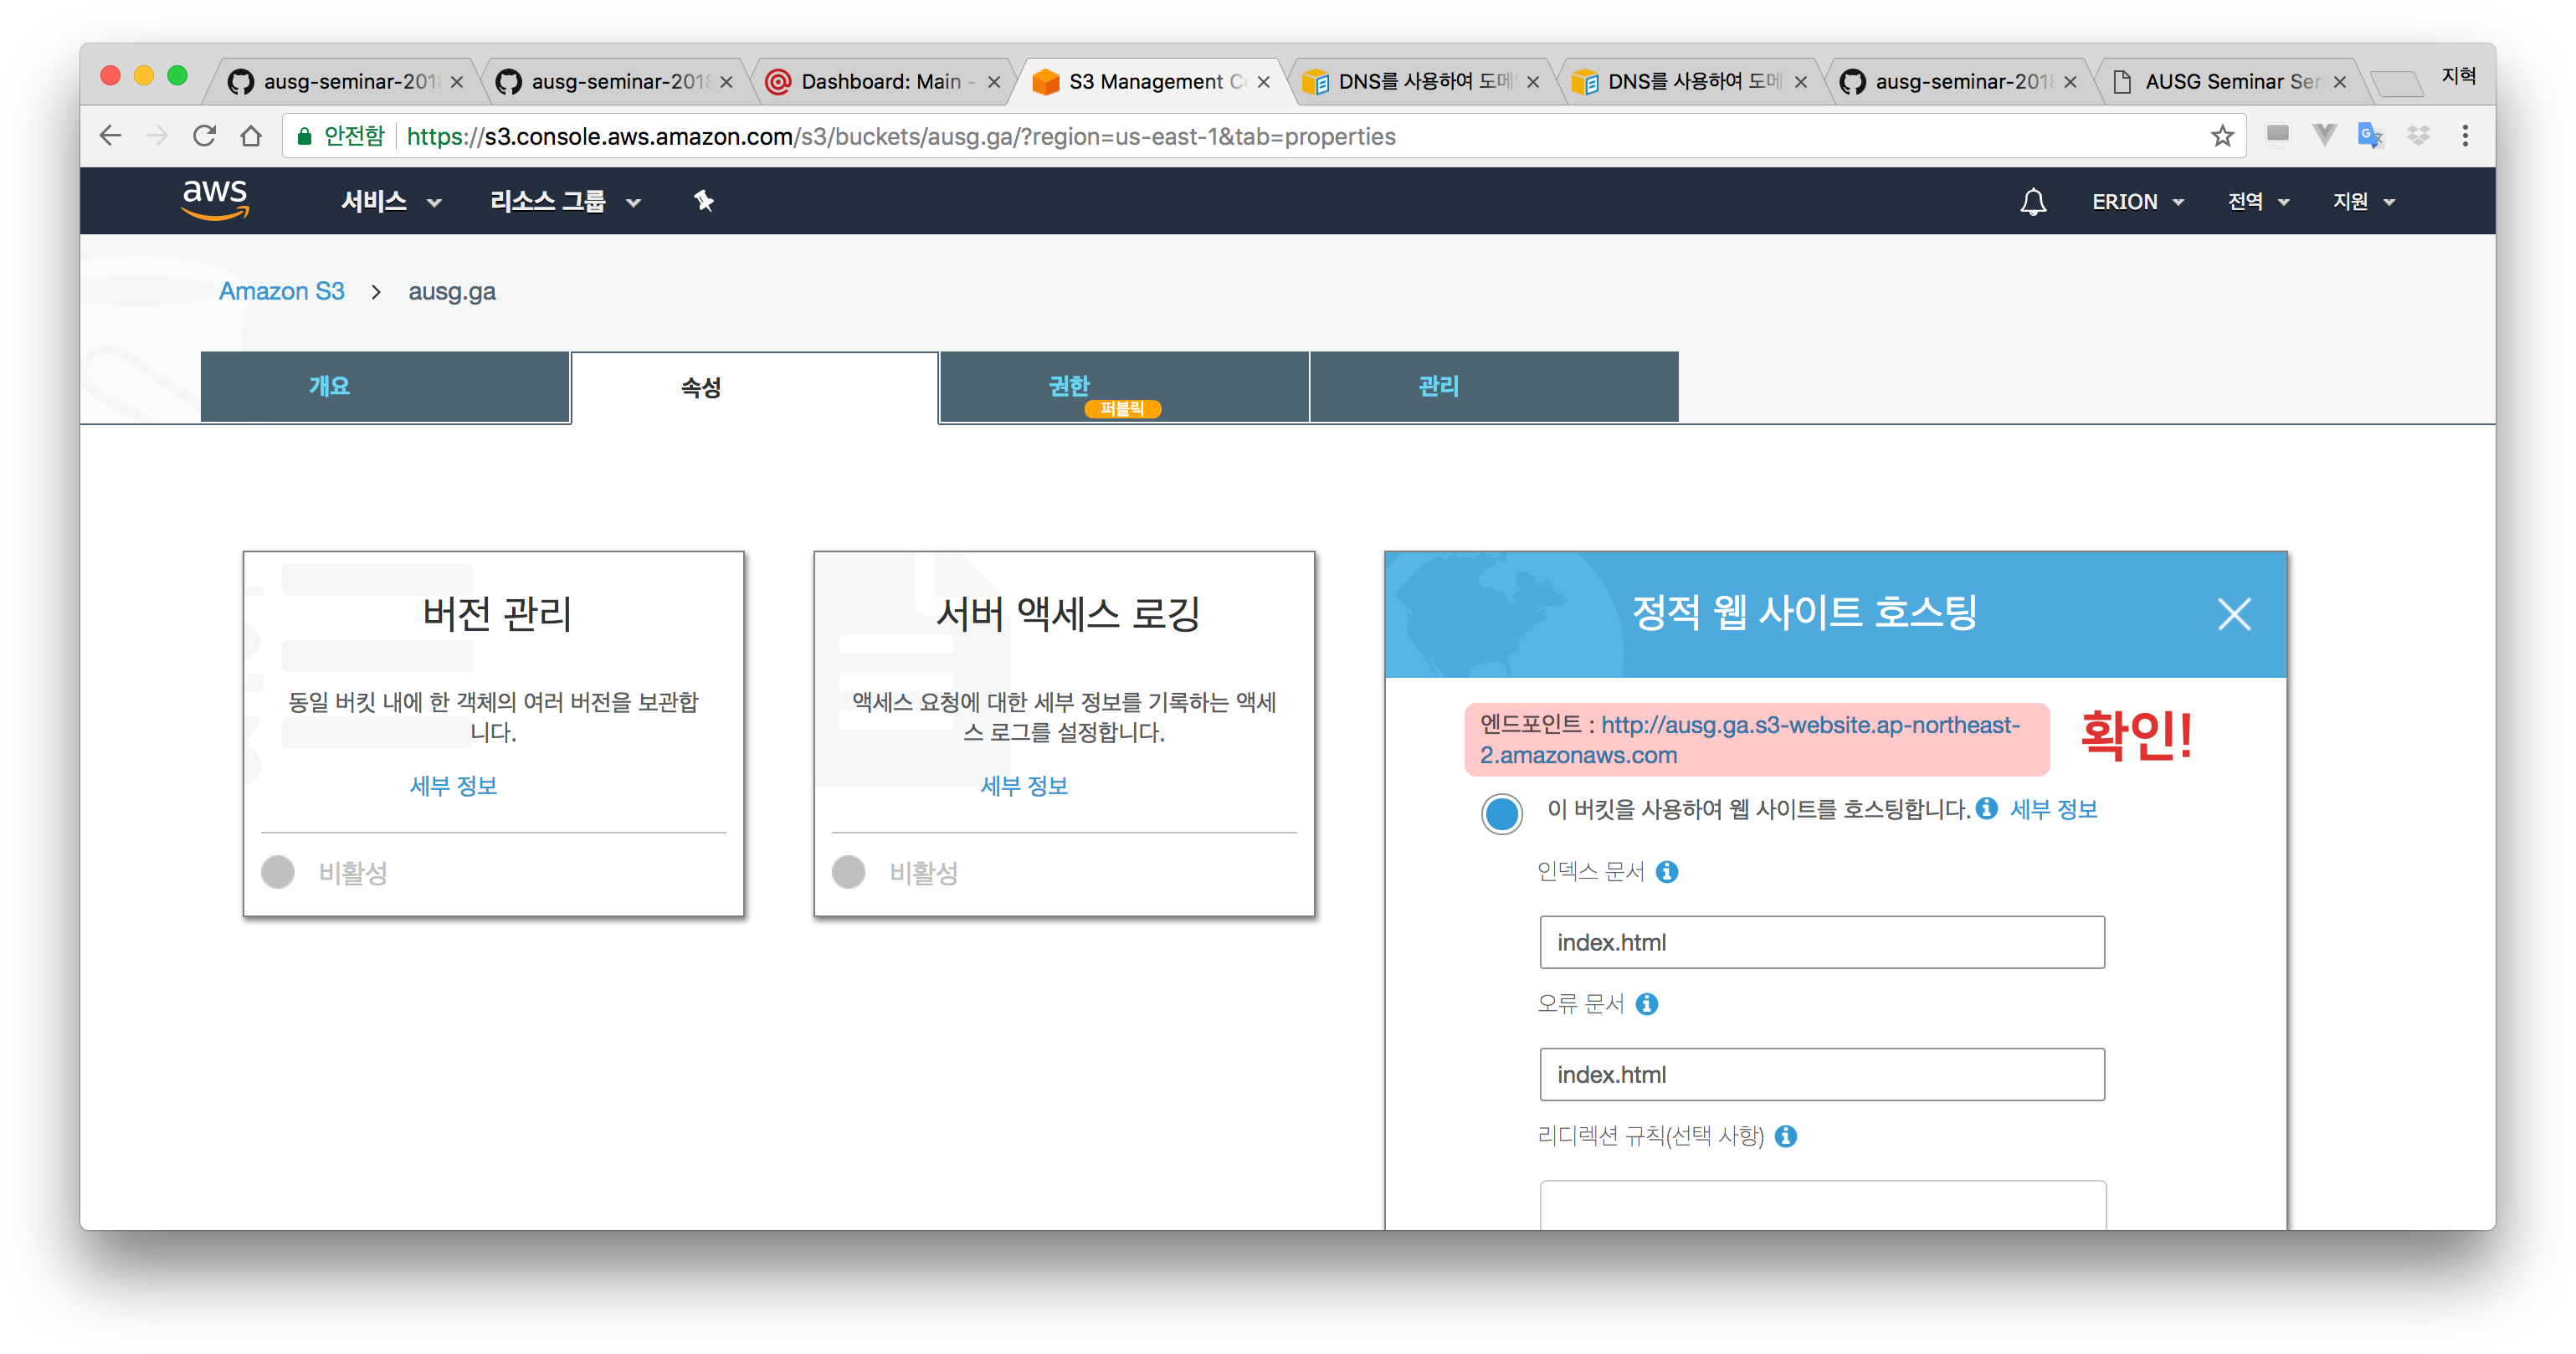 ausg-seminar-2018
ausg-seminar-2018
Dashboard: Main -
S3 Management Co
DNS를 사용하여 도메
DNS를 사용하여 도메
ausg-seminar-2018
AUSG Seminar Seri
지혁
안전함
https://s3.console.aws.amazon.com/s3/buckets/ausg.ga/?region=us-east-1&tab=properties
aws
서비스
리소스 그룹
ERION
전역
지원
Amazon S3 > ausg.ga
개요
속성
권한
퍼블릭
관리
버전 관리
동일 버킷 내에 한 객체의 여러 버전을 보관합
니다.
세부 정보
비활성
서버 액세스 로깅
액세스 요청에 대한 세부 정보를 기록하는 액세
스 로그를 설정합니다.
세부 정보
비활성
정적 웹 사이트 호스팅
엔드포인트 : http://ausg.ga.s3-website.ap-northeast-
2.amazonaws.com
확인!
이 버킷을 사용하여 웹 사이트를 호스팅합니다. 세부 정보
인덱스 문서
index.html
오류 문서
index.html
리디렉션 규칙(선택 사항)